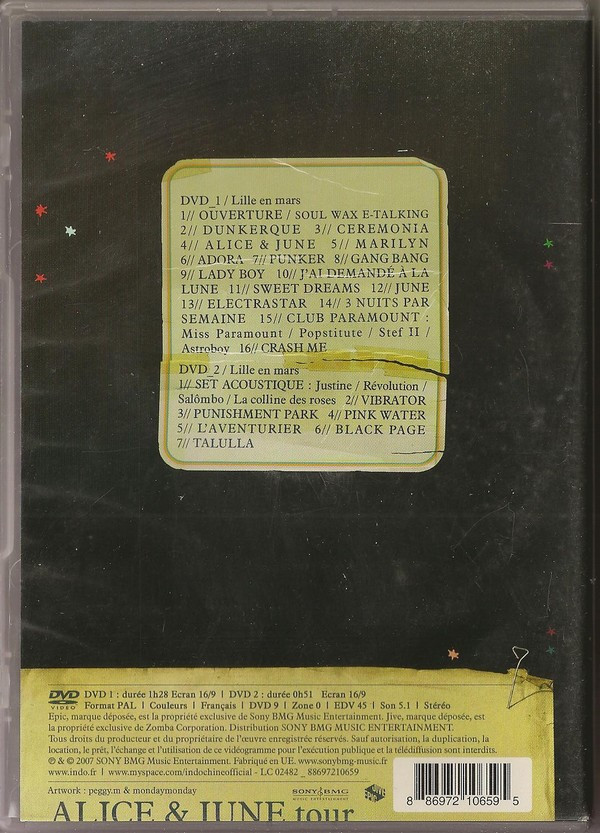 DVD_1 / Lille en mars
1// OUVERTURE / SOUL WAX E-TALKING
2// DUNKERQUE 3// CEREMONIA
4// ALICE & JUNE 5// MARILYN
6// ADORA 7// PUNKER 8// GANG BANG
9// LADY BOY 10// J'AI DEMANDÉ À LA
LUNE 11// SWEET DREAMS 12// JUNE
13// ELECTRASTAR 14// 3 NUITS PAR
SEMAINE 15// CLUB PARAMOUNT :
Miss Paramount / Popstitute / Stef II /
Astroboy 16// CRASH ME
DVD_2 / Lille en mars
1// SET ACOUSTIQUE : Justine / Révolution /
Salômbo / La colline des roses 2// VIBRATOR
3// PUNISHMENT PARK 4// PINK WATER
5// L'AVENTURIER 6// BLACK PAGE
7// TALULLA
DVD VIDEO DVD 1 : durée 1h28 Ecran 16/9 | DVD 2 : durée 0h51 Ecran 16/9
Format PAL | Couleurs | Français | DVD 9 | Zone 0 | EDV 45 | Son 5.1 | Stéréo
Epic, marque déposée, est la propriété exclusive de Sony BMG Music Entertainment. Jive, marque déposée, est
la propriété exclusive de Zomba Corporation. Distribution SONY BMG MUSIC ENTERTAINMENT.
Tous droits du producteur et du propriétaire de l'œuvre enregistrée réservés. Sauf autorisation, la duplication, la
location, le prêt, l'échange et l'utilisation de ce vidéogramme pour l'exécution publique et la télédiffusion sont interdits.
℗ & © 2007 SONY BMG Music Entertainment. Fabriqué en UE. www.sonybmg-music.fr
www.indo.fr | www.myspace.com/indochineofficial - LC 02482 _ 88697210659
Artwork : peggy.m & mondaymonday
SONY BMG
MUSIC ENTERTAINMENT
8 86972 10659 5
ALICE & JUNE tour